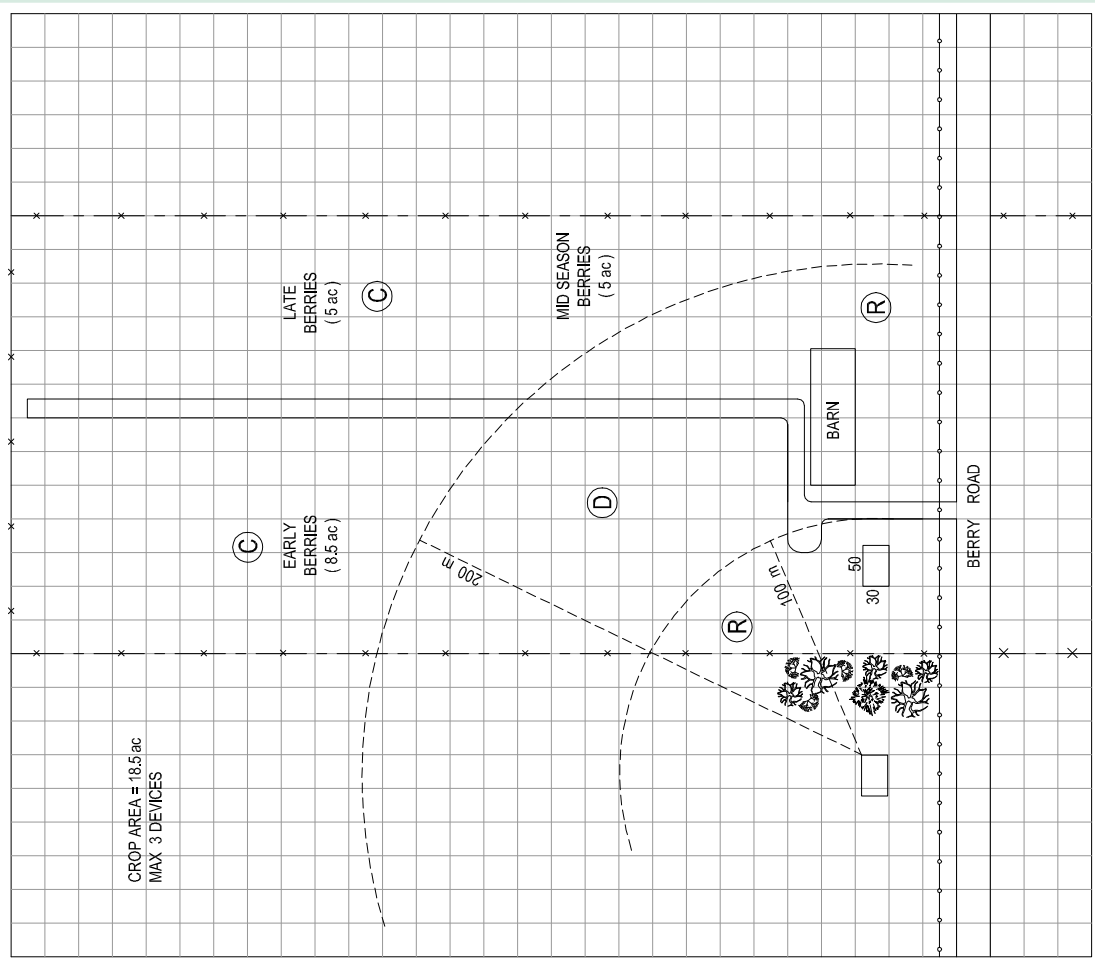 CROP AREA = 18.5 ac
MAX 3 DEVICES
EARLY
BERRIES
( 8.5 ac )
C
LATE
BERRIES
( 5 ac )
C
MID SEASON
BERRIES
( 5 ac )
200 m
D
R
100 m
BARN
R
50
30
BERRY ROAD